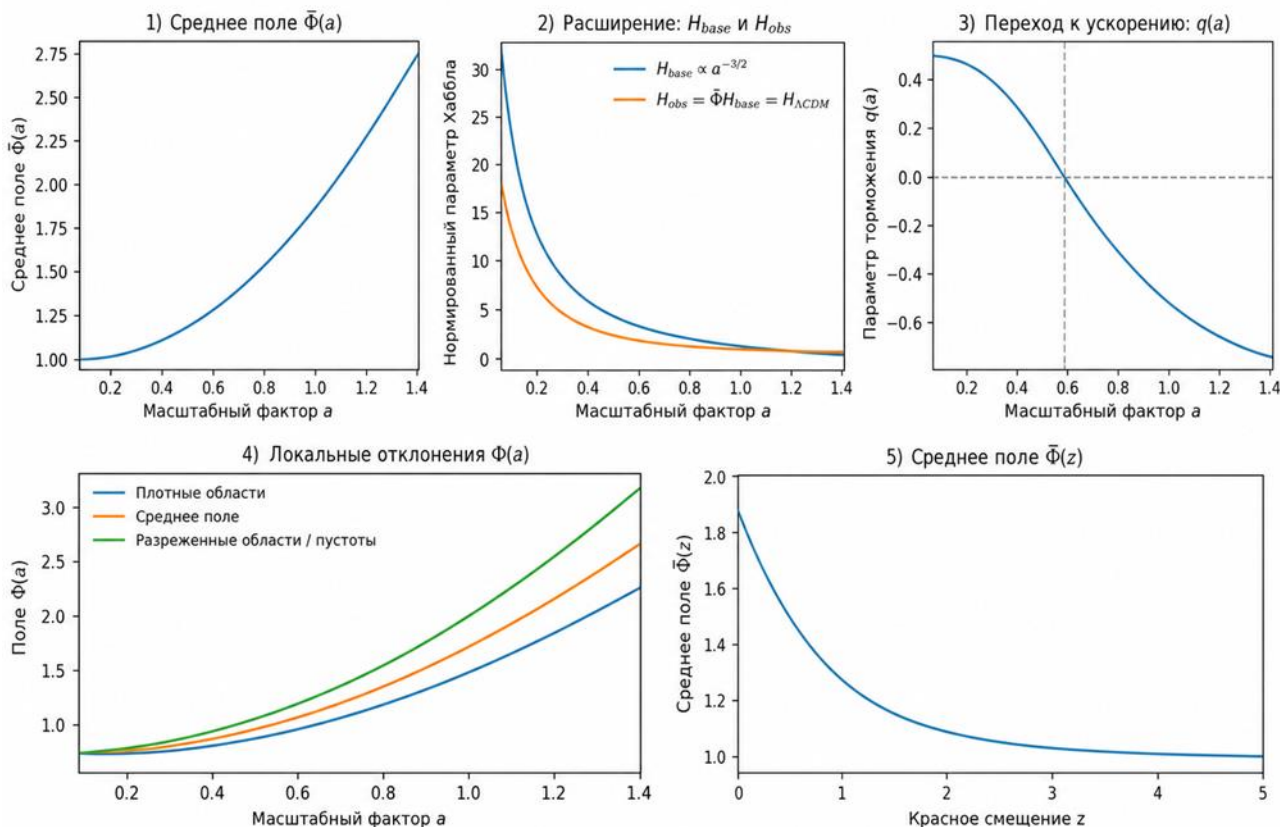 1) Среднее поле Φ̄(a)
Среднее поле Φ̄(a)
2.75
2.50
2.25
2.00
1.75
1.50
1.25
1.00
0.2 0.4 0.6 0.8 1.0 1.2 1.4
Масштабный фактор a
2) Расширение: H_base и H_obs
Нормированный параметр Хаббла
30
25
20
15
10
5
0
H_base ∝ a^{-3/2}
H_obs = Φ̄H_base = H_ΛCDM
0.2 0.4 0.6 0.8 1.0 1.2 1.4
Масштабный фактор a
3) Переход к ускорению: q(a)
Параметр торможения q(a)
0.4
0.2
0.0
−0.2
−0.4
−0.6
0.2 0.4 0.6 0.8 1.0 1.2 1.4
Масштабный фактор a
4) Локальные отклонения Φ(a)
Поле Φ(a)
3.0
2.5
2.0
1.5
1.0
Плотные области
Среднее поле
Разреженные области / пустоты
0.2 0.4 0.6 0.8 1.0 1.2 1.4
Масштабный фактор a
5) Среднее поле Φ̄(z)
Среднее поле Φ̄(z)
2.0
1.8
1.6
1.4
1.2
1.0
0 1 2 3 4 5
Красное смещение z